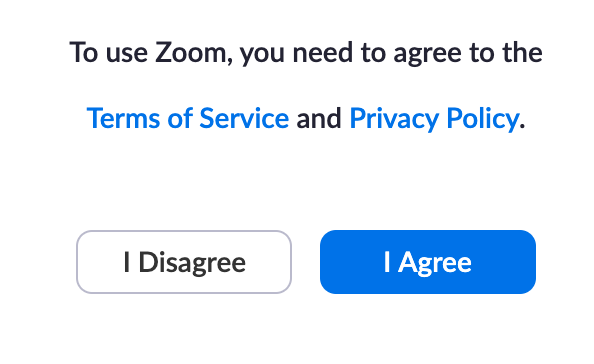 To use Zoom, you need to agree to the
Terms of Service and Privacy Policy.
I Disagree
I Agree